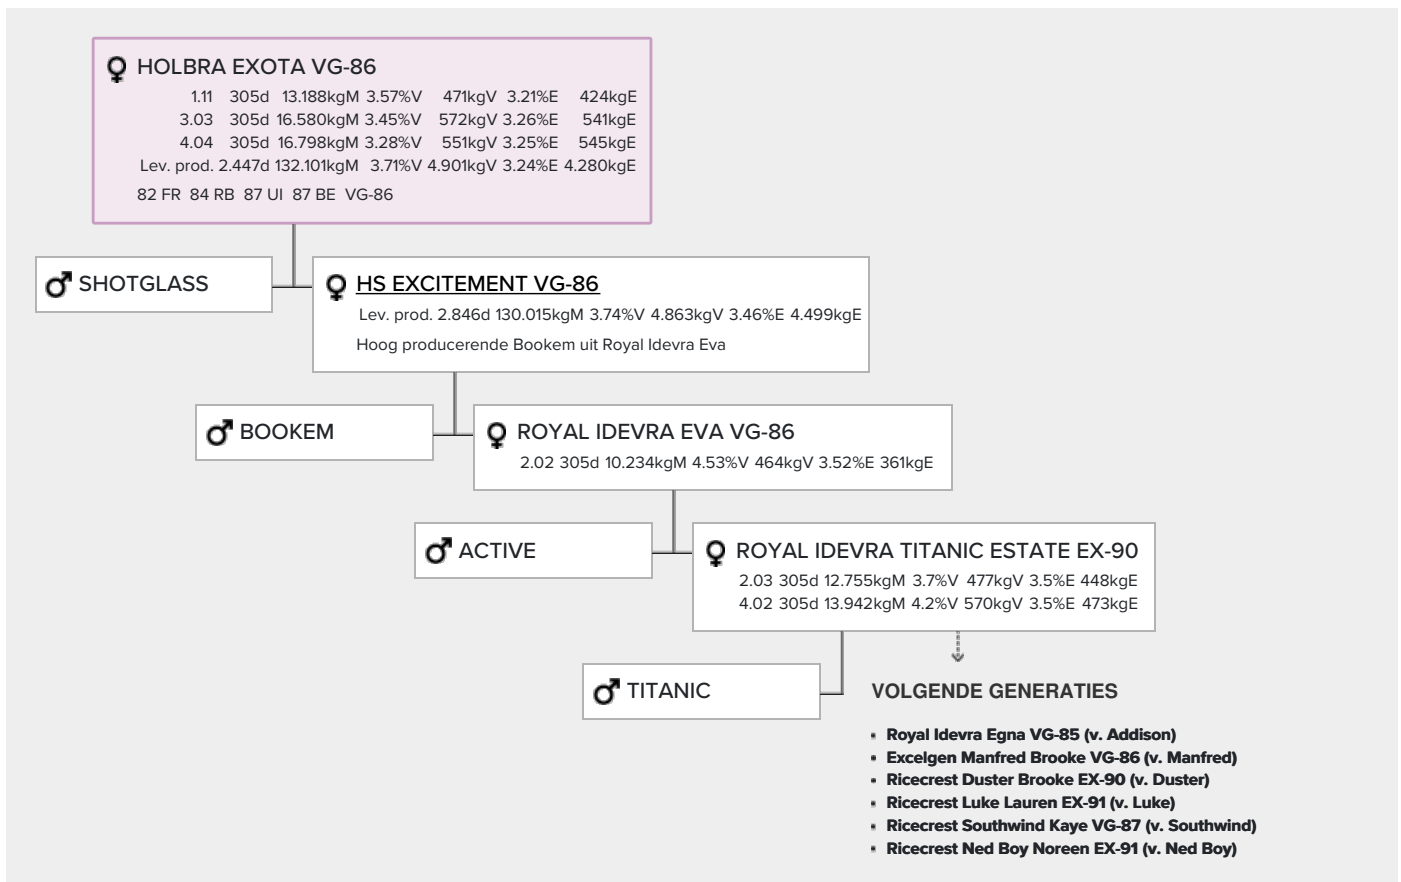 HOLBRA EXOTA VG-86
1.11 305d 13.188kgM 3.57%V 471kgV 3.21%E 424kgE
3.03 305d 16.580kgM 3.45%V 572kgV 3.26%E 541kgE
4.04 305d 16.798kgM 3.28%V 551kgV 3.25%E 545kgE
Lev. prod. 2.447d 132.101kgM 3.71%V 4.901kgV 3.24%E 4.280kgE
82 FR 84 RB 87 UI 87 BE VG-86
SHOTGLASS
HS EXCITEMENT VG-86
Lev. prod. 2.846d 130.015kgM 3.74%V 4.863kgV 3.46%E 4.499kgE
Hoog producerende Bookem uit Royal Idevra Eva
BOOKEM
ROYAL IDEVRA EVA VG-86
2.02 305d 10.234kgM 4.53%V 464kgV 3.52%E 361kgE
ACTIVE
ROYAL IDEVRA TITANIC ESTATE EX-90
2.03 305d 12.755kgM 3.7%V 477kgV 3.5%E 448kgE
4.02 305d 13.942kgM 4.2%V 570kgV 3.5%E 473kgE
TITANIC
VOLGENDE GENERATIES
Royal Idevra Egna VG-85 (v. Addison)
Excelgen Manfred Brooke VG-86 (v. Manfred)
Ricecrest Duster Brooke EX-90 (v. Duster)
Ricecrest Luke Lauren EX-91 (v. Luke)
Ricecrest Southwind Kaye VG-87 (v. Southwind)
Ricecrest Ned Boy Noreen EX-91 (v. Ned Boy)